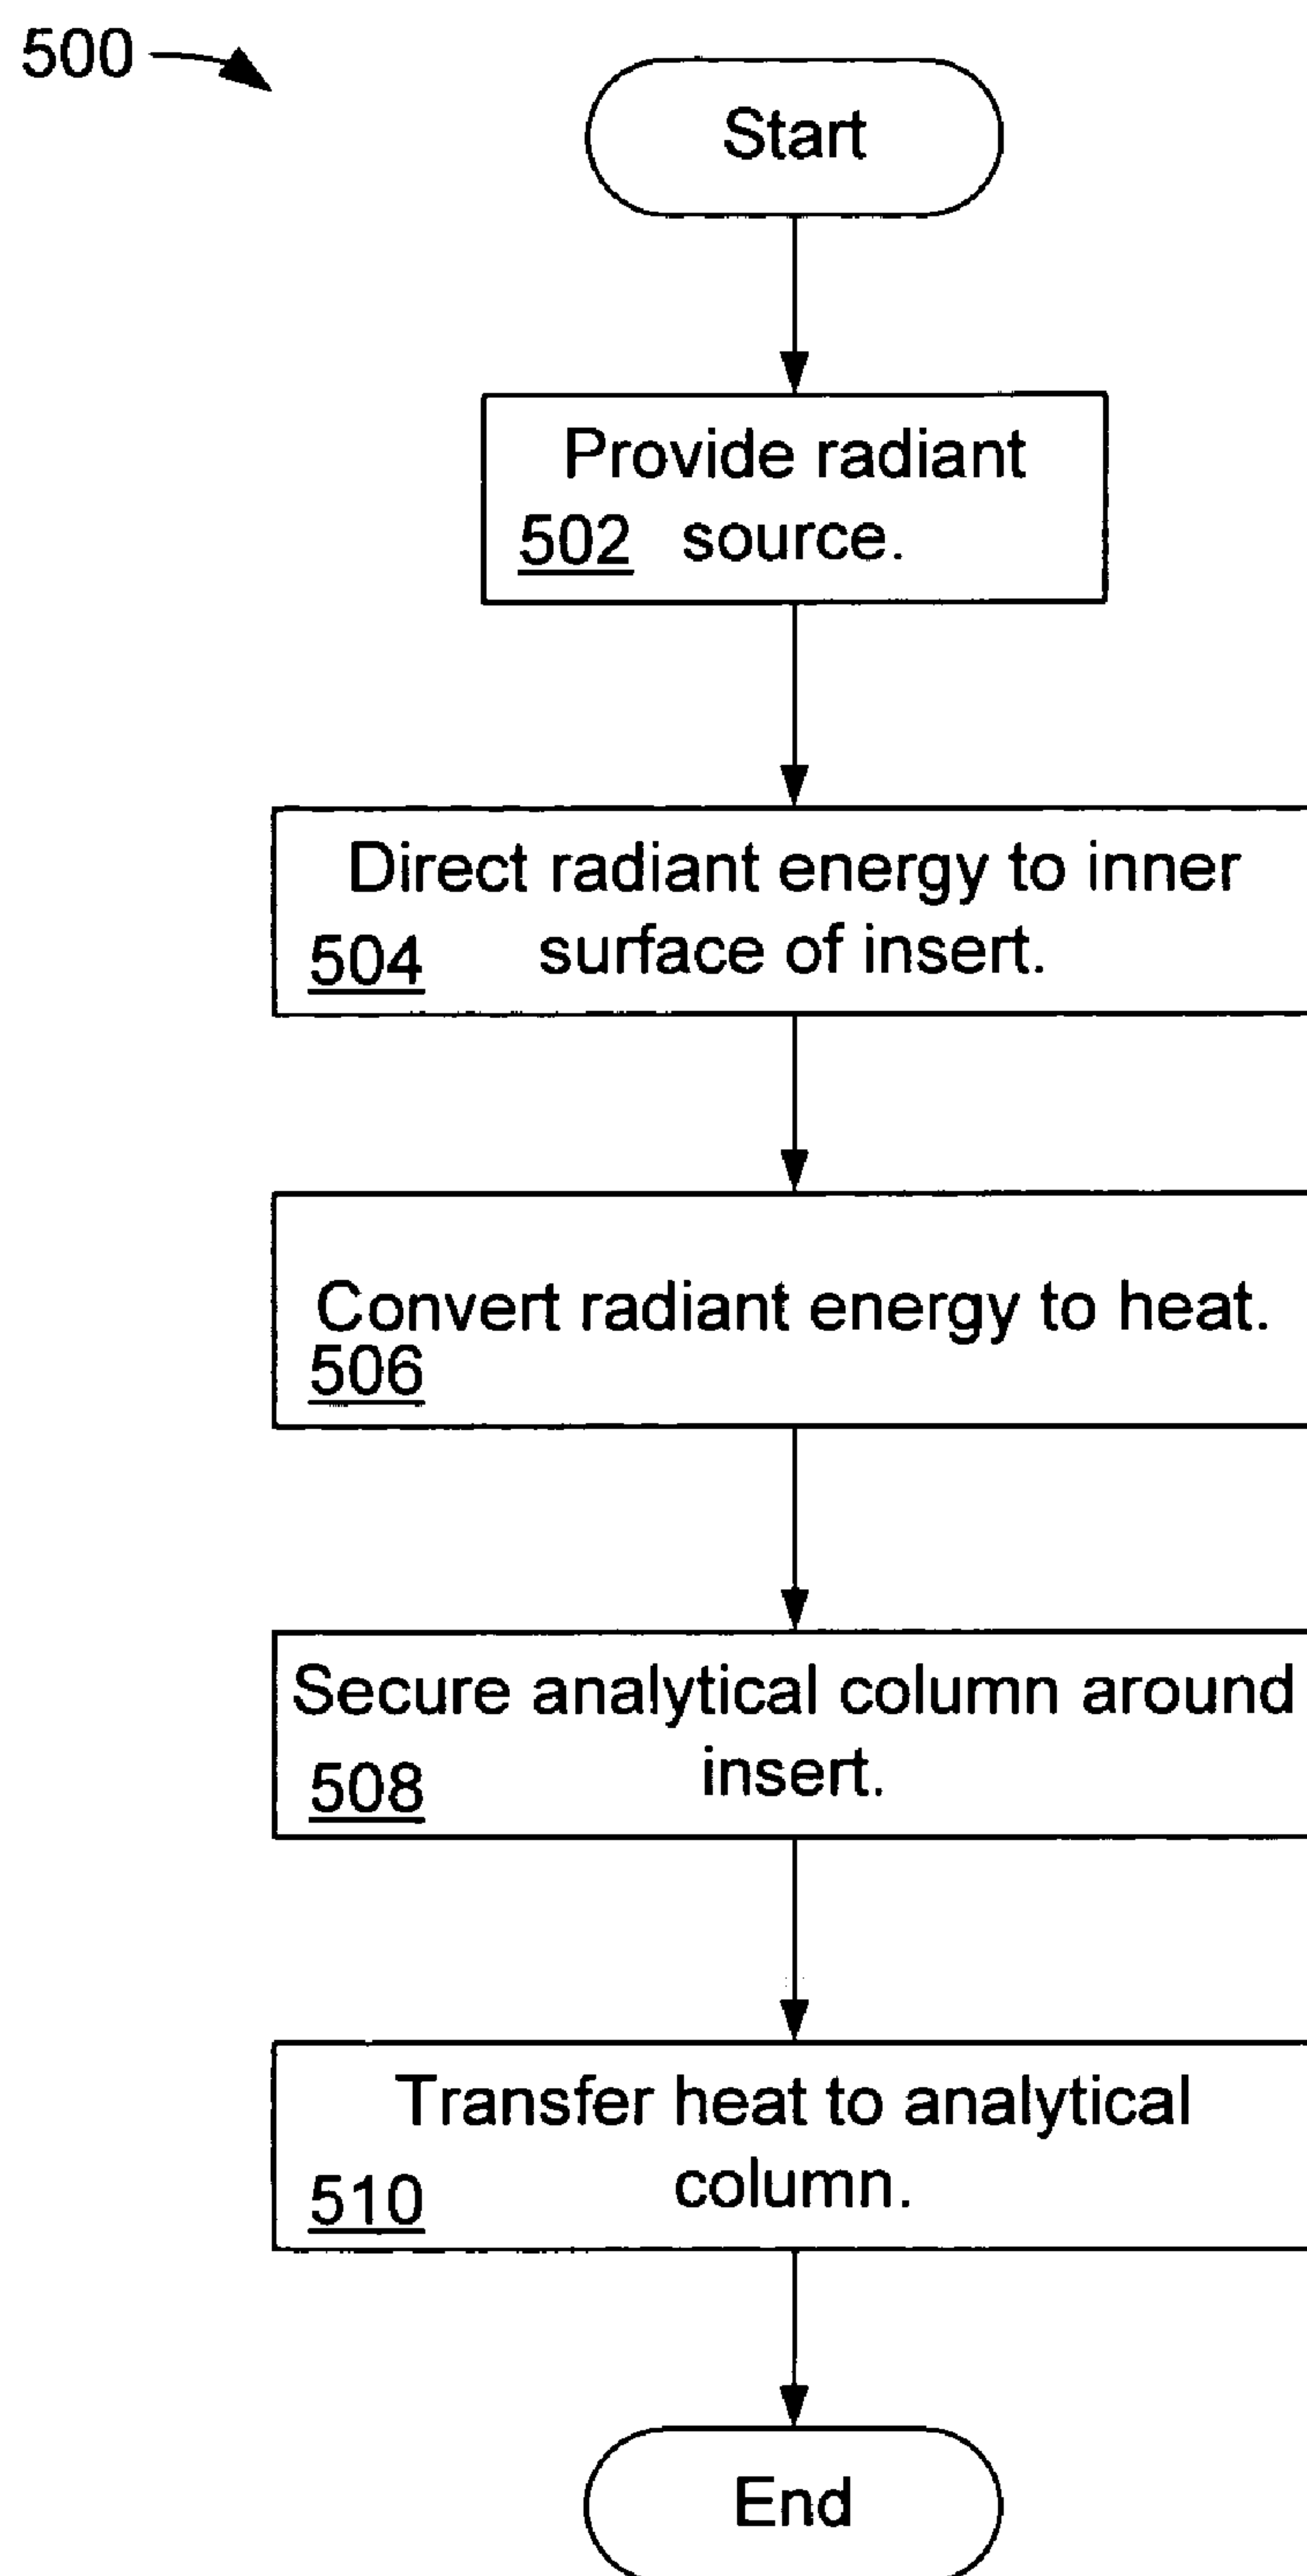 500
Start
Provide radiant
502 source.
Direct radiant energy to inner
504 surface of insert.
Convert radiant energy to heat.
506
Secure analytical column around
508 insert.
Transfer heat to analytical
510 column.
End